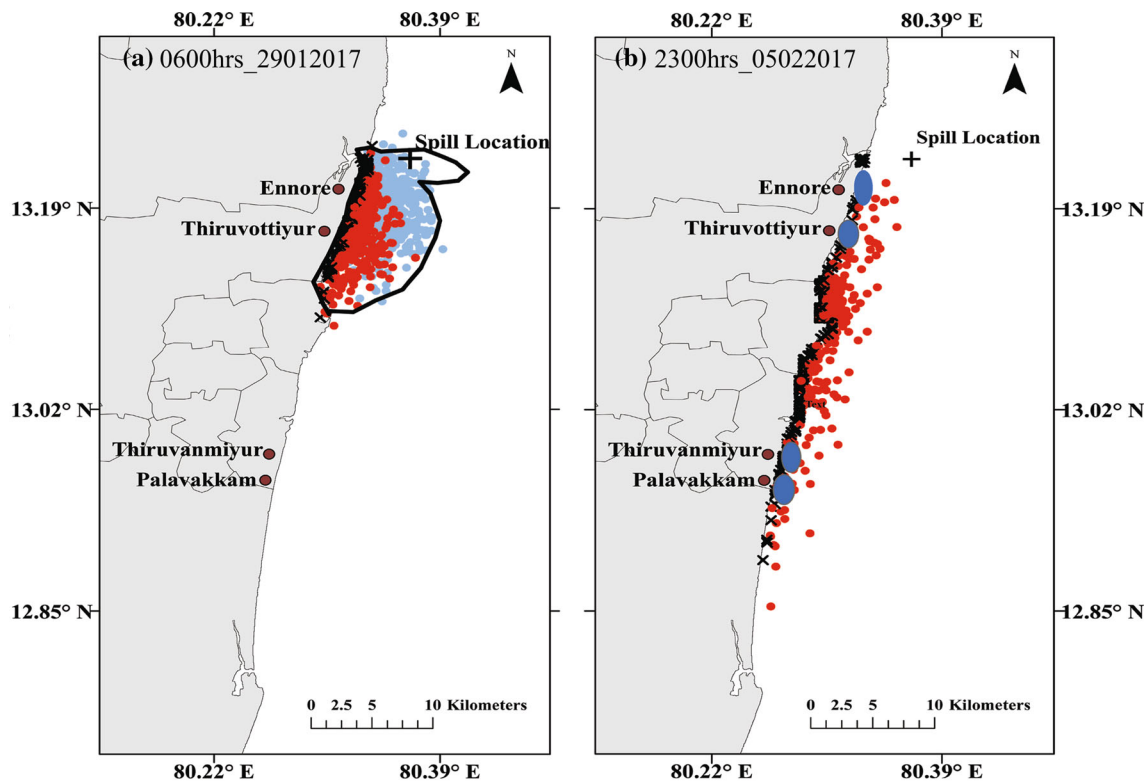 80.22° E
80.39° E
80.22° E
80.39° E
(a) 0600hrs_29012017
N
Spill Location
Ennore
13.19° N
Thiruvottiyur
13.02° N
Thiruvanmiyur
Palavakkam
12.85° N
0 2.5 5 10 Kilometers
80.22° E
80.39° E
(b) 2300hrs_05022017
N
Spill Location
Ennore
13.19° N
Thiruvottiyur
13.02° N
Text
Thiruvanmiyur
Palavakkam
12.85° N
0 2.5 5 10 Kilometers
80.22° E
80.39° E